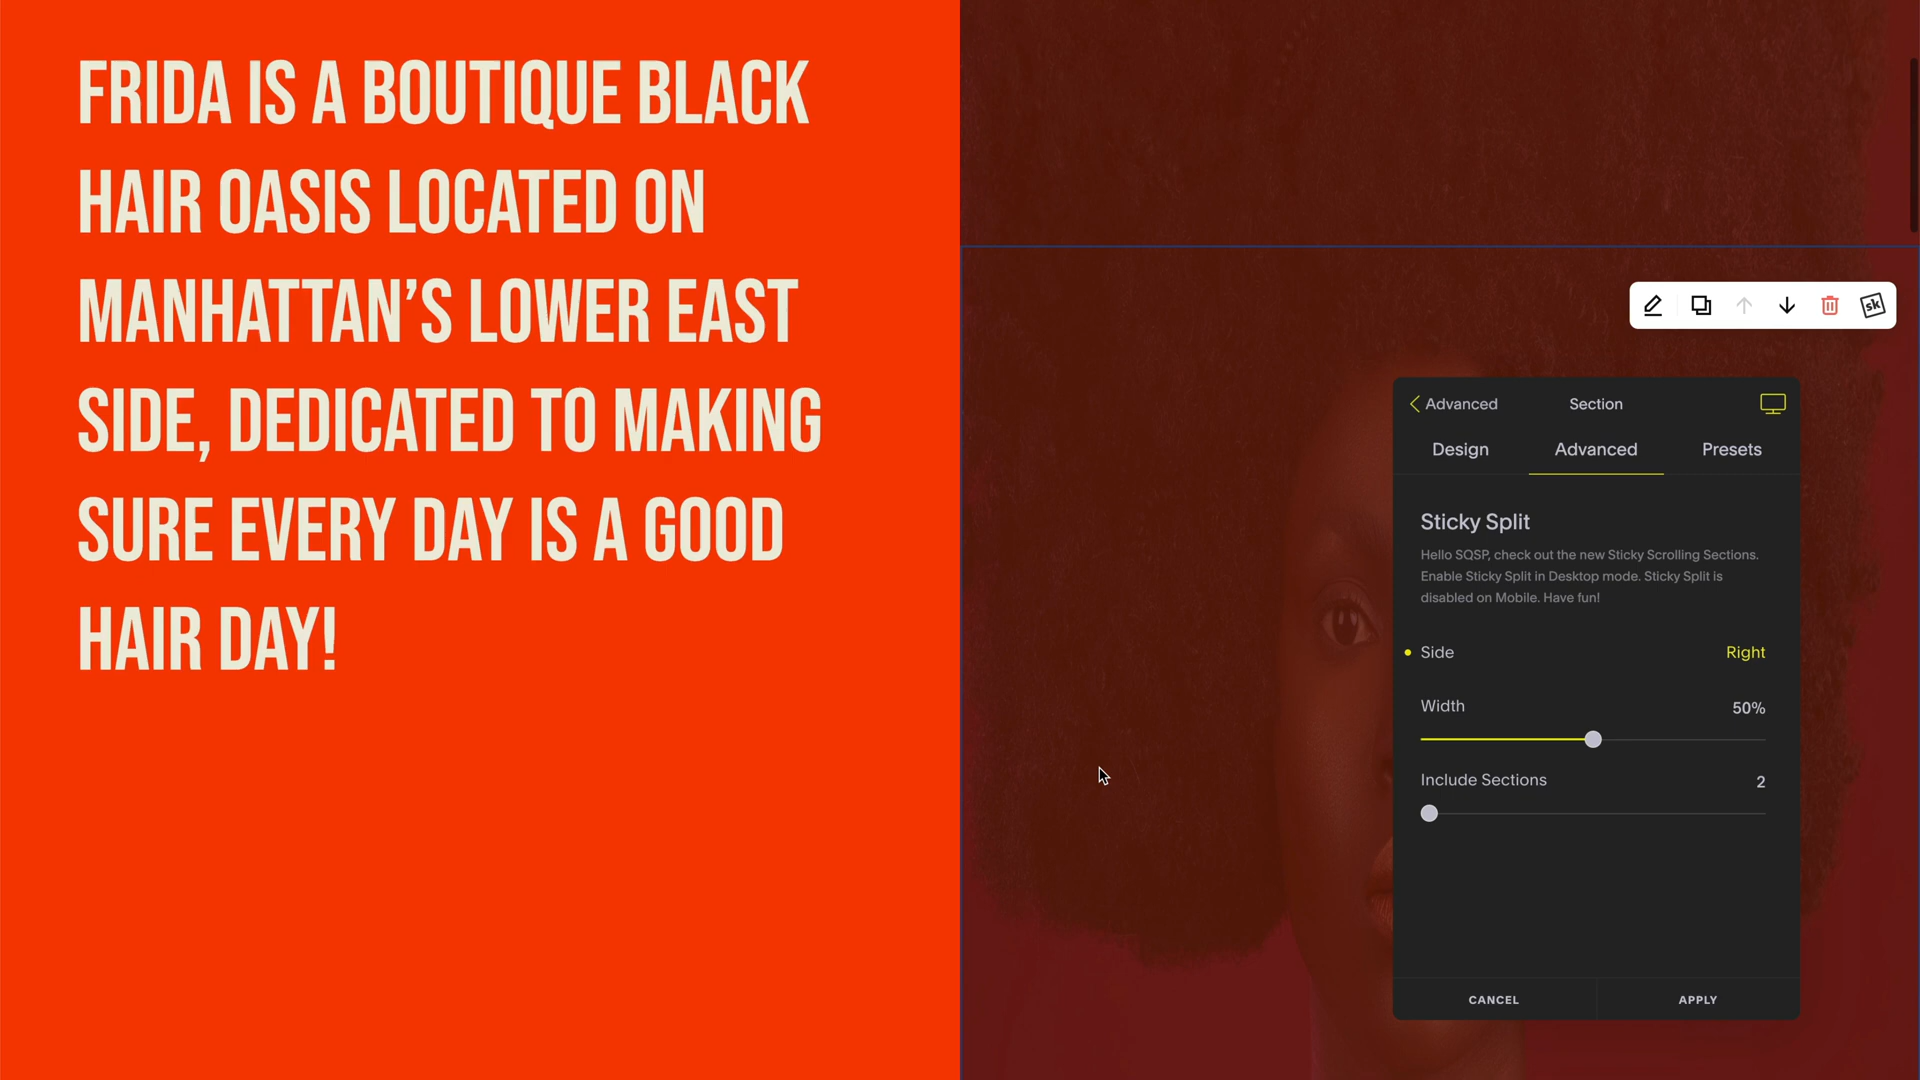 FRIDA IS A BOUTIQUE BLACK
HAIR OASIS LOCATED ON
MANHATTAN’S LOWER EAST
SIDE, DEDICATED TO MAKING
SURE EVERY DAY IS A GOOD
HAIR DAY!
sk
Advanced
Section
Design
Advanced
Presets
Sticky Split
Hello SQSP, check out the new Sticky Scrolling Sections.
Enable Sticky Split in Desktop mode. Sticky Split is
disabled on Mobile. Have fun!
Side
Right
Width
50%
Include Sections
2
CANCEL
APPLY